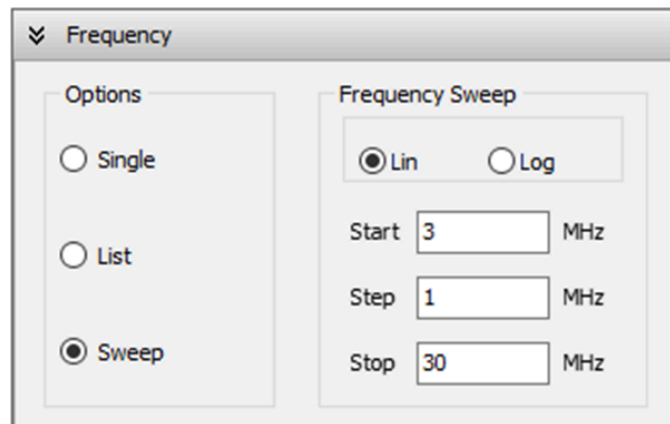 Frequency
Options
Single
List
Sweep
Frequency Sweep
Lin Log
Start 3 MHz
Step 1 MHz
Stop 30 MHz